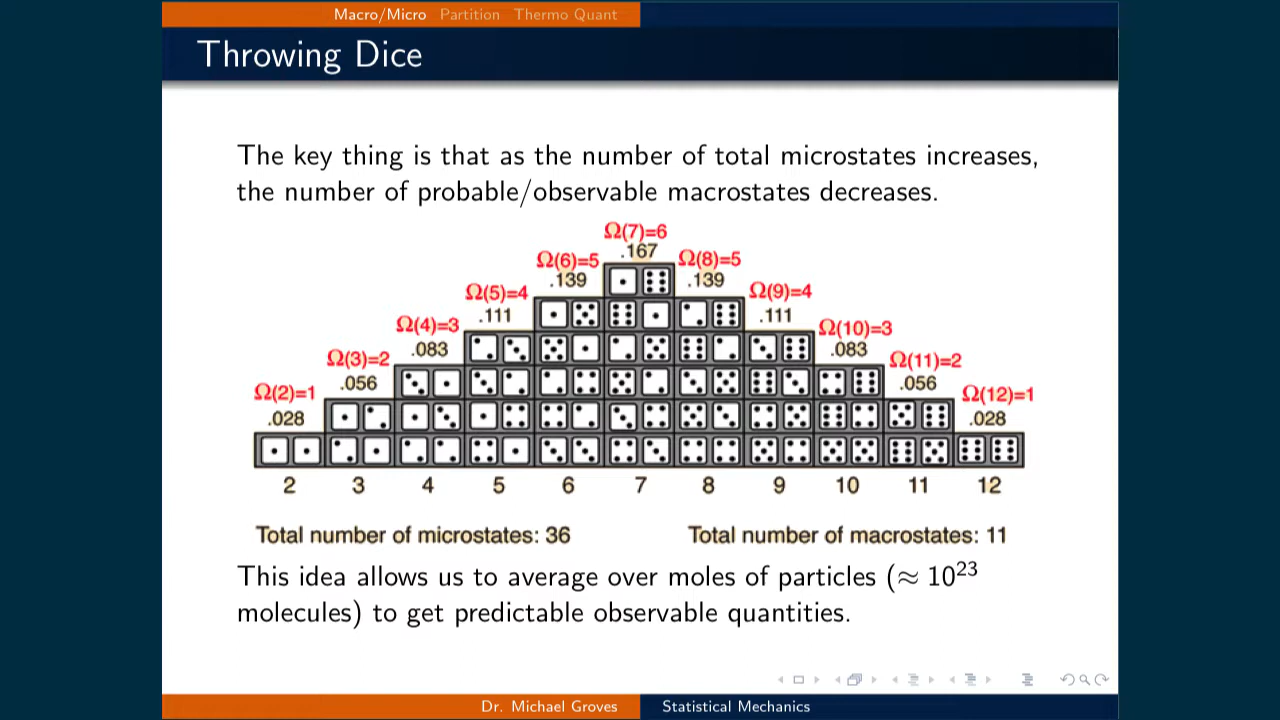 Macro/Micro Partition Thermo Quant
Throwing Dice
The key thing is that as the number of total microstates increases,
the number of probable/observable macrostates decreases.
Ω(7)=6
.167
Ω(6)=5
.139
Ω(8)=5
.139
Ω(5)=4
.111
Ω(9)=4
.111
Ω(4)=3
.083
Ω(10)=3
.083
Ω(3)=2
.056
Ω(11)=2
.056
Ω(2)=1
.028
Ω(12)=1
.028
2 3 4 5 6 7 8 9 10 11 12
Total number of microstates: 36 Total number of macrostates: 11
This idea allows us to average over moles of particles (≈ 10²³
molecules) to get predictable observable quantities.
Dr. Michael Groves Statistical Mechanics